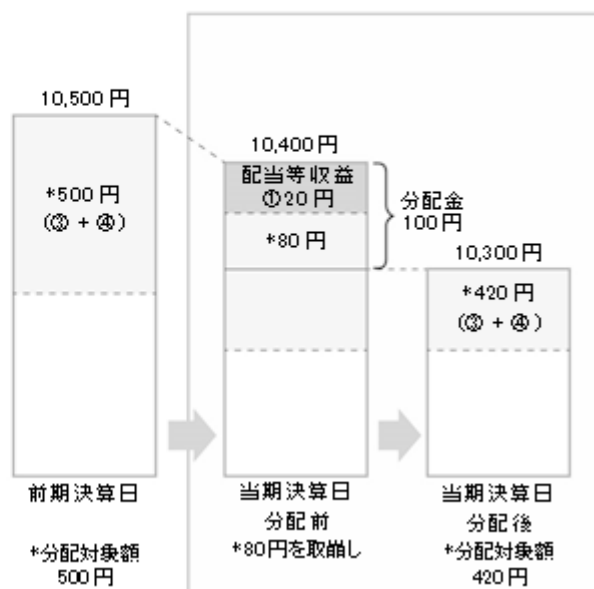 10,500円
*500円
(③+④)
前期決算日
*分配対象額
500円
10,400円
配当等収益
①20円
*80円
分配金
100円
当期決算日
分配前
*80円を取崩し
10,300円
*420円
(③+④)
当期決算日
分配後
*分配対象額
420円